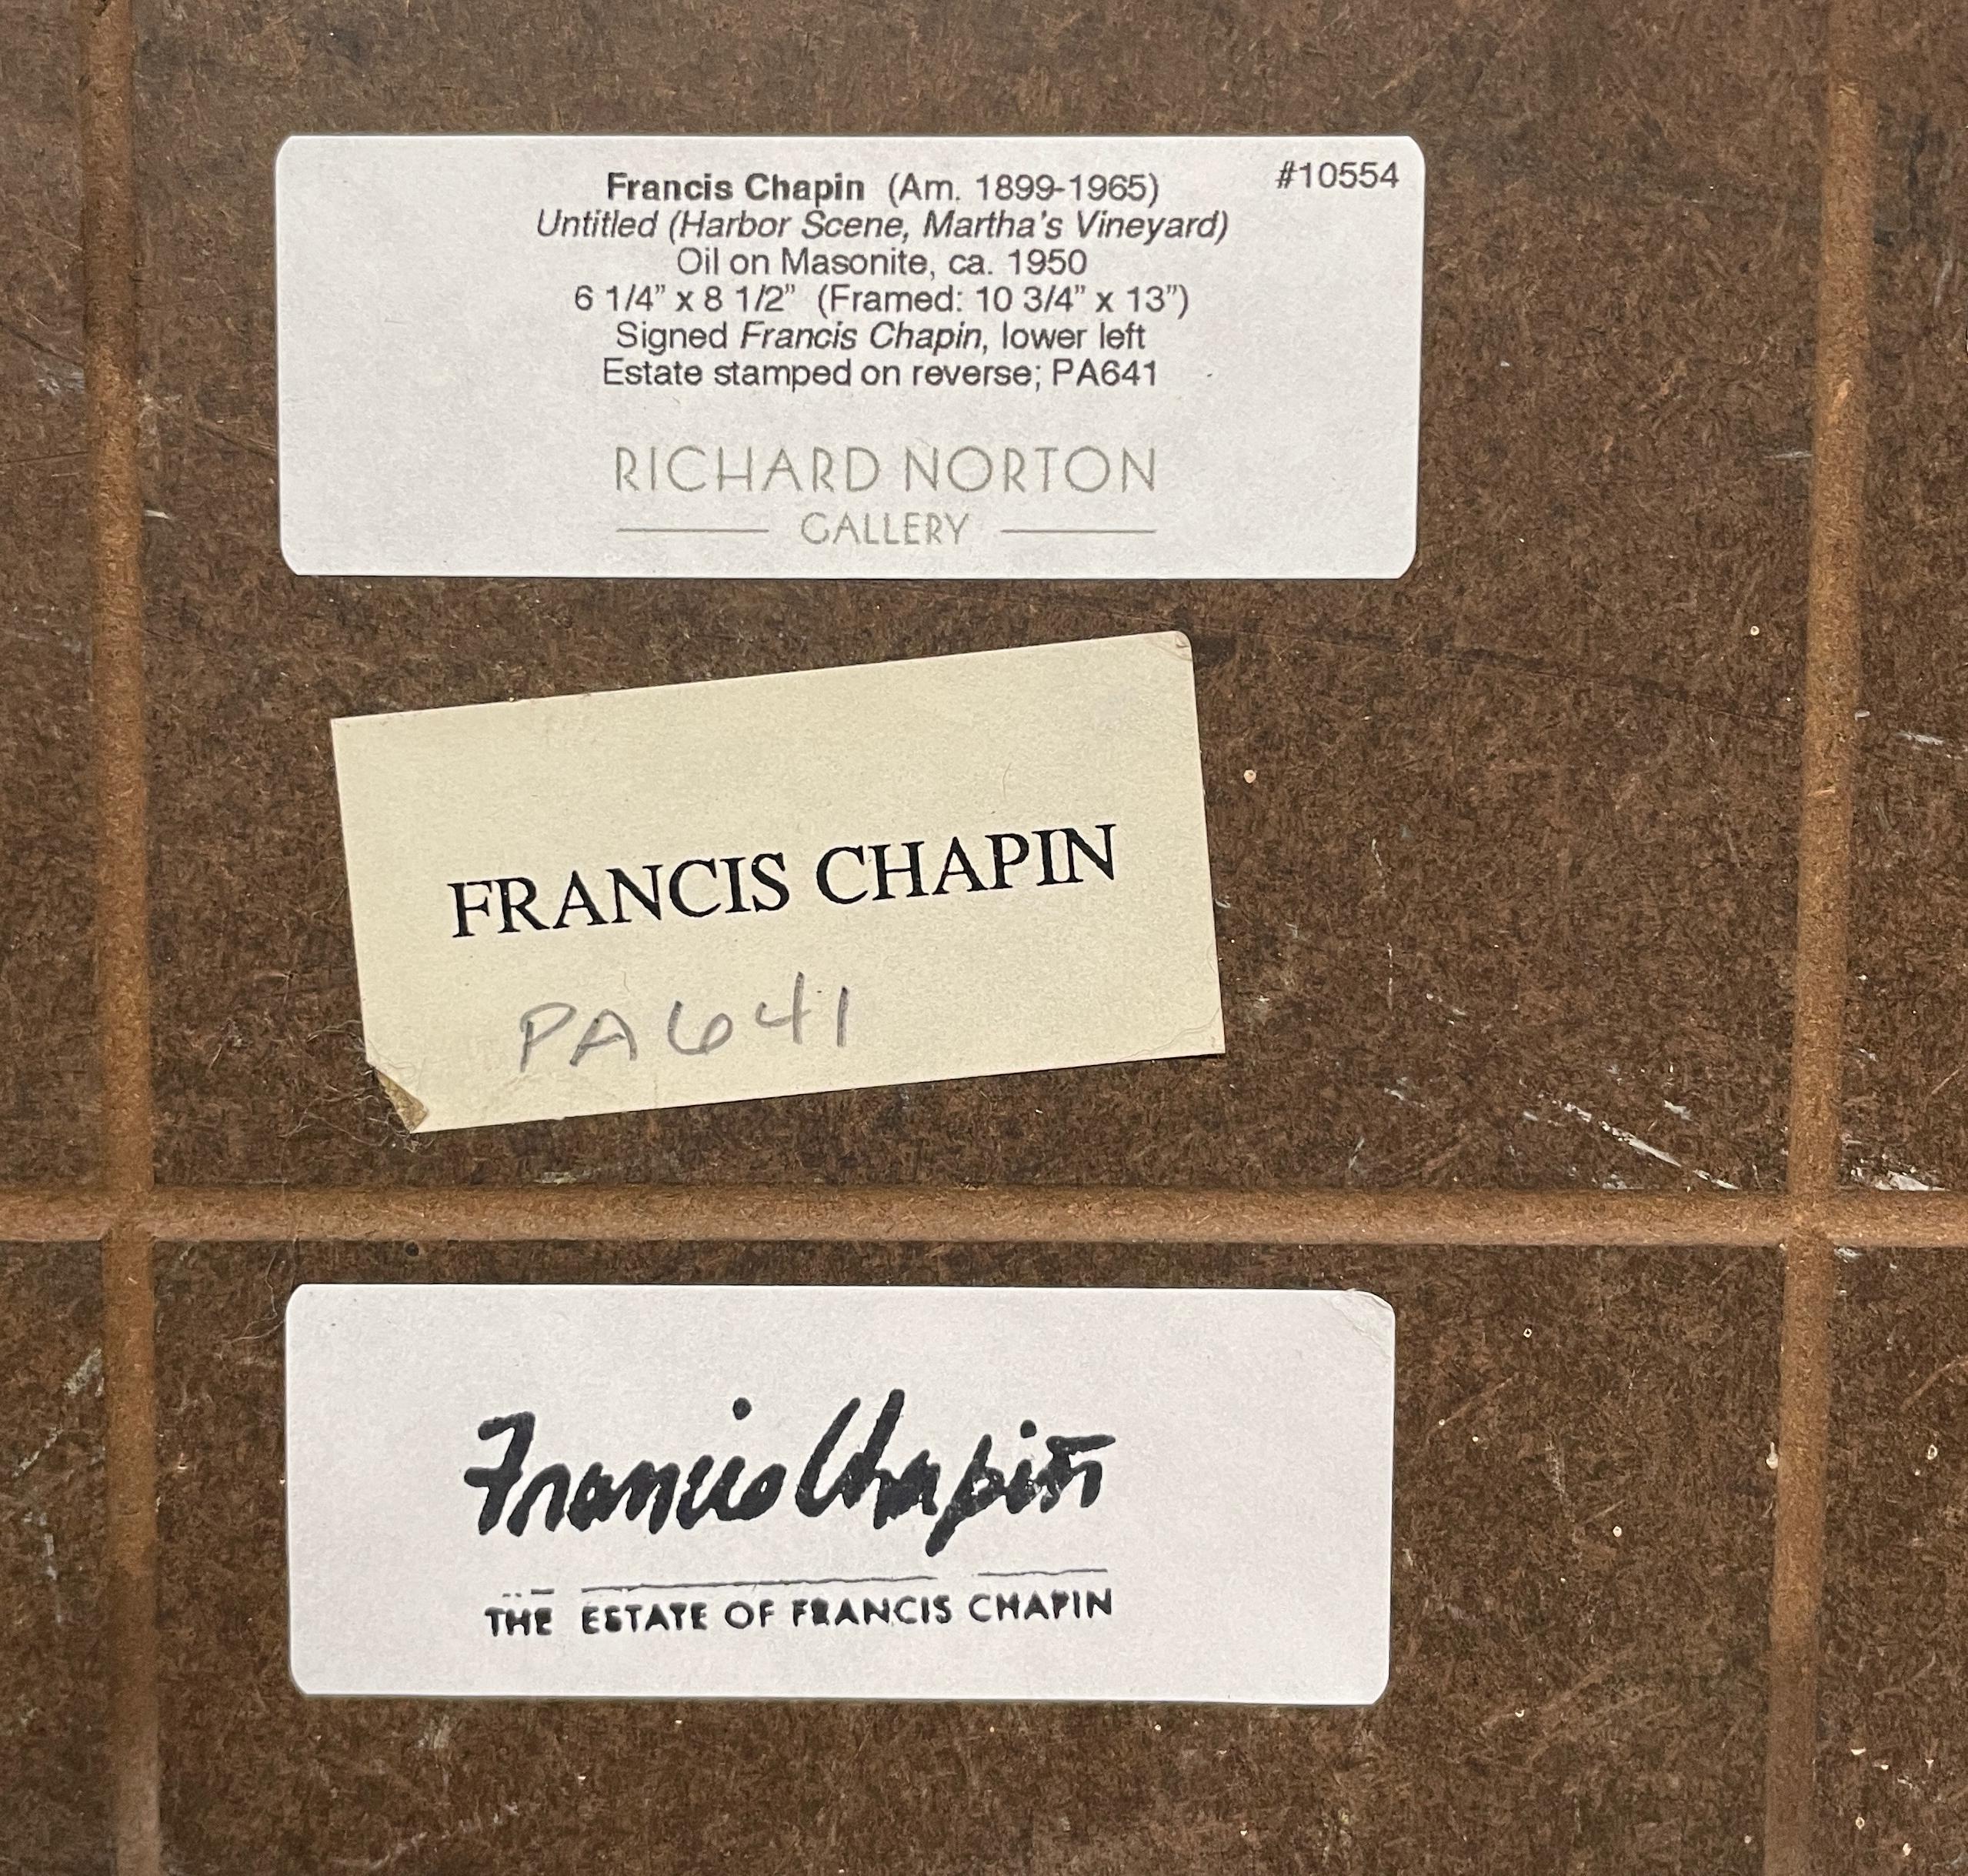 #10554
Francis Chapin (Am. 1899-1965)
Untitled (Harbor Scene, Martha's Vineyard)
Oil on Masonite, ca. 1950
6 1/4" x 8 1/2" (Framed: 10 3/4" x 13")
Signed Francis Chapin, lower left
Estate stamped on reverse; PA641
RICHARD NORTON
GALLERY
FRANCIS CHAPIN
PA641
Francis Chapin
THE ESTATE OF FRANCIS CHAPIN